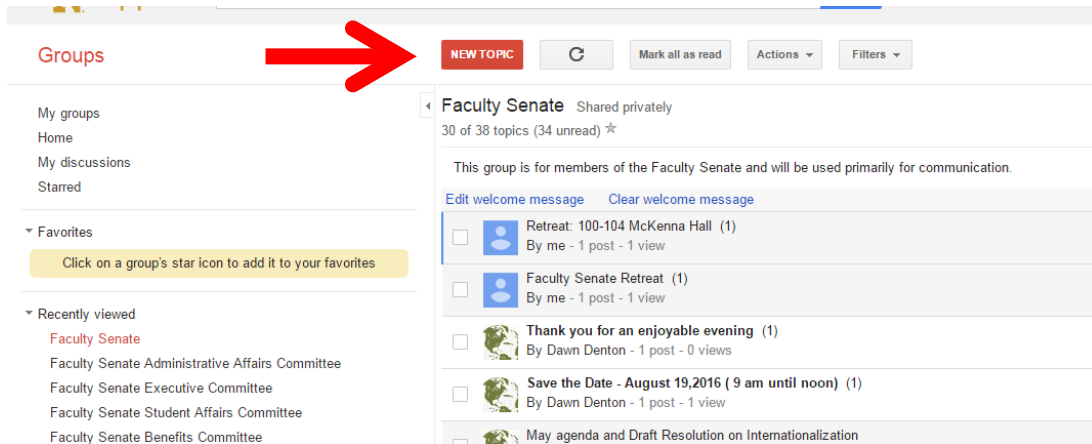 Groups
NEW TOPIC
Mark all as read
Actions
Filters
My groups
Home
My discussions
Starred
Favorites
Click on a group's star icon to add it to your favorites
Recently viewed
Faculty Senate
Faculty Senate Administrative Affairs Committee
Faculty Senate Executive Committee
Faculty Senate Student Affairs Committee
Faculty Senate Benefits Committee
Faculty Senate Shared privately
30 of 38 topics (34 unread)
This group is for members of the Faculty Senate and will be used primarily for communication.
Edit welcome message Clear welcome message
Retreat: 100-104 McKenna Hall (1)
By me - 1 post - 1 view
Faculty Senate Retreat (1)
By me - 1 post - 1 view
Thank you for an enjoyable evening (1)
By Dawn Denton - 1 post - 0 views
Save the Date - August 19,2016 ( 9 am until noon) (1)
By Dawn Denton - 1 post - 1 view
May agenda and Draft Resolution on Internationalization